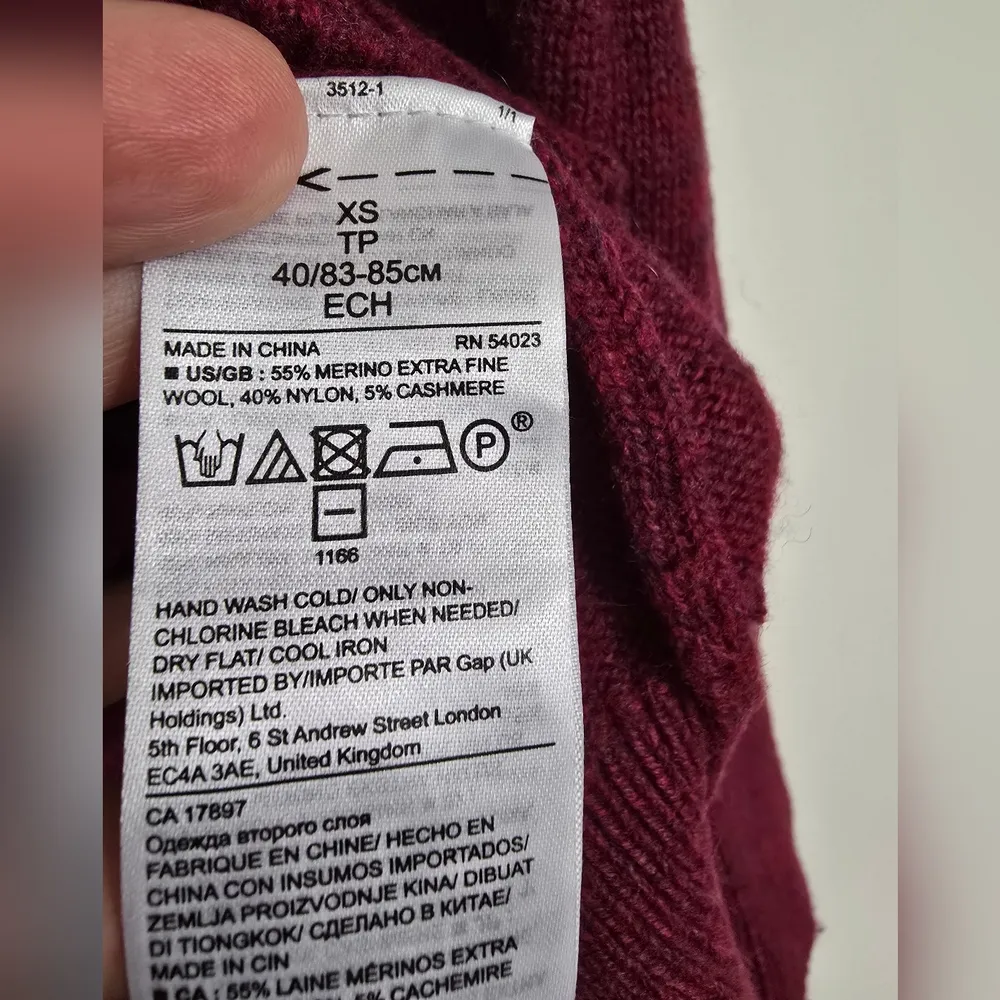 3512-1
1/1
XS
TP
40/83-85CM
ECH
MADE IN CHINA RN 54023
■ US/GB : 55% MERINO EXTRA FINE
WOOL, 40% NYLON, 5% CASHMERE
P ®
1166
HAND WASH COLD/ ONLY NON-
CHLORINE BLEACH WHEN NEEDED/
DRY FLAT/ COOL IRON
IMPORTED BY/IMPORTE PAR Gap (UK
Holdings) Ltd.
5th Floor, 6 St Andrew Street London
EC4A 3AE, United Kingdom
CA 17897
Одежда второго слоя
FABRIQUE EN CHINE/ HECHO EN
CHINA CON INSUMOS IMPORTADOS/
ZEMLJA PROIZVODNJE KINA/ DIBUAT
DI TIONGKOK/ СДЕЛАНО В КИТАЕ/
MADE IN CIN
■ CA : 55% LAINE MÉRINOS EXTRA
5% CACHEMIRE